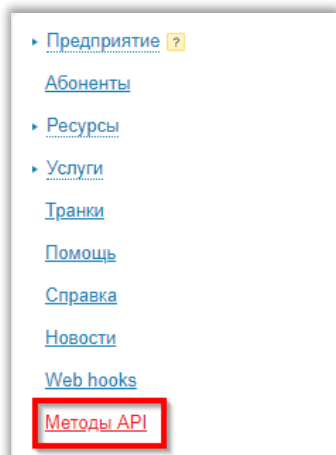 Предприятие ?
Абоненты
Ресурсы
Услуги
Транки
Помощь
Справка
Новости
Web hooks
Методы API